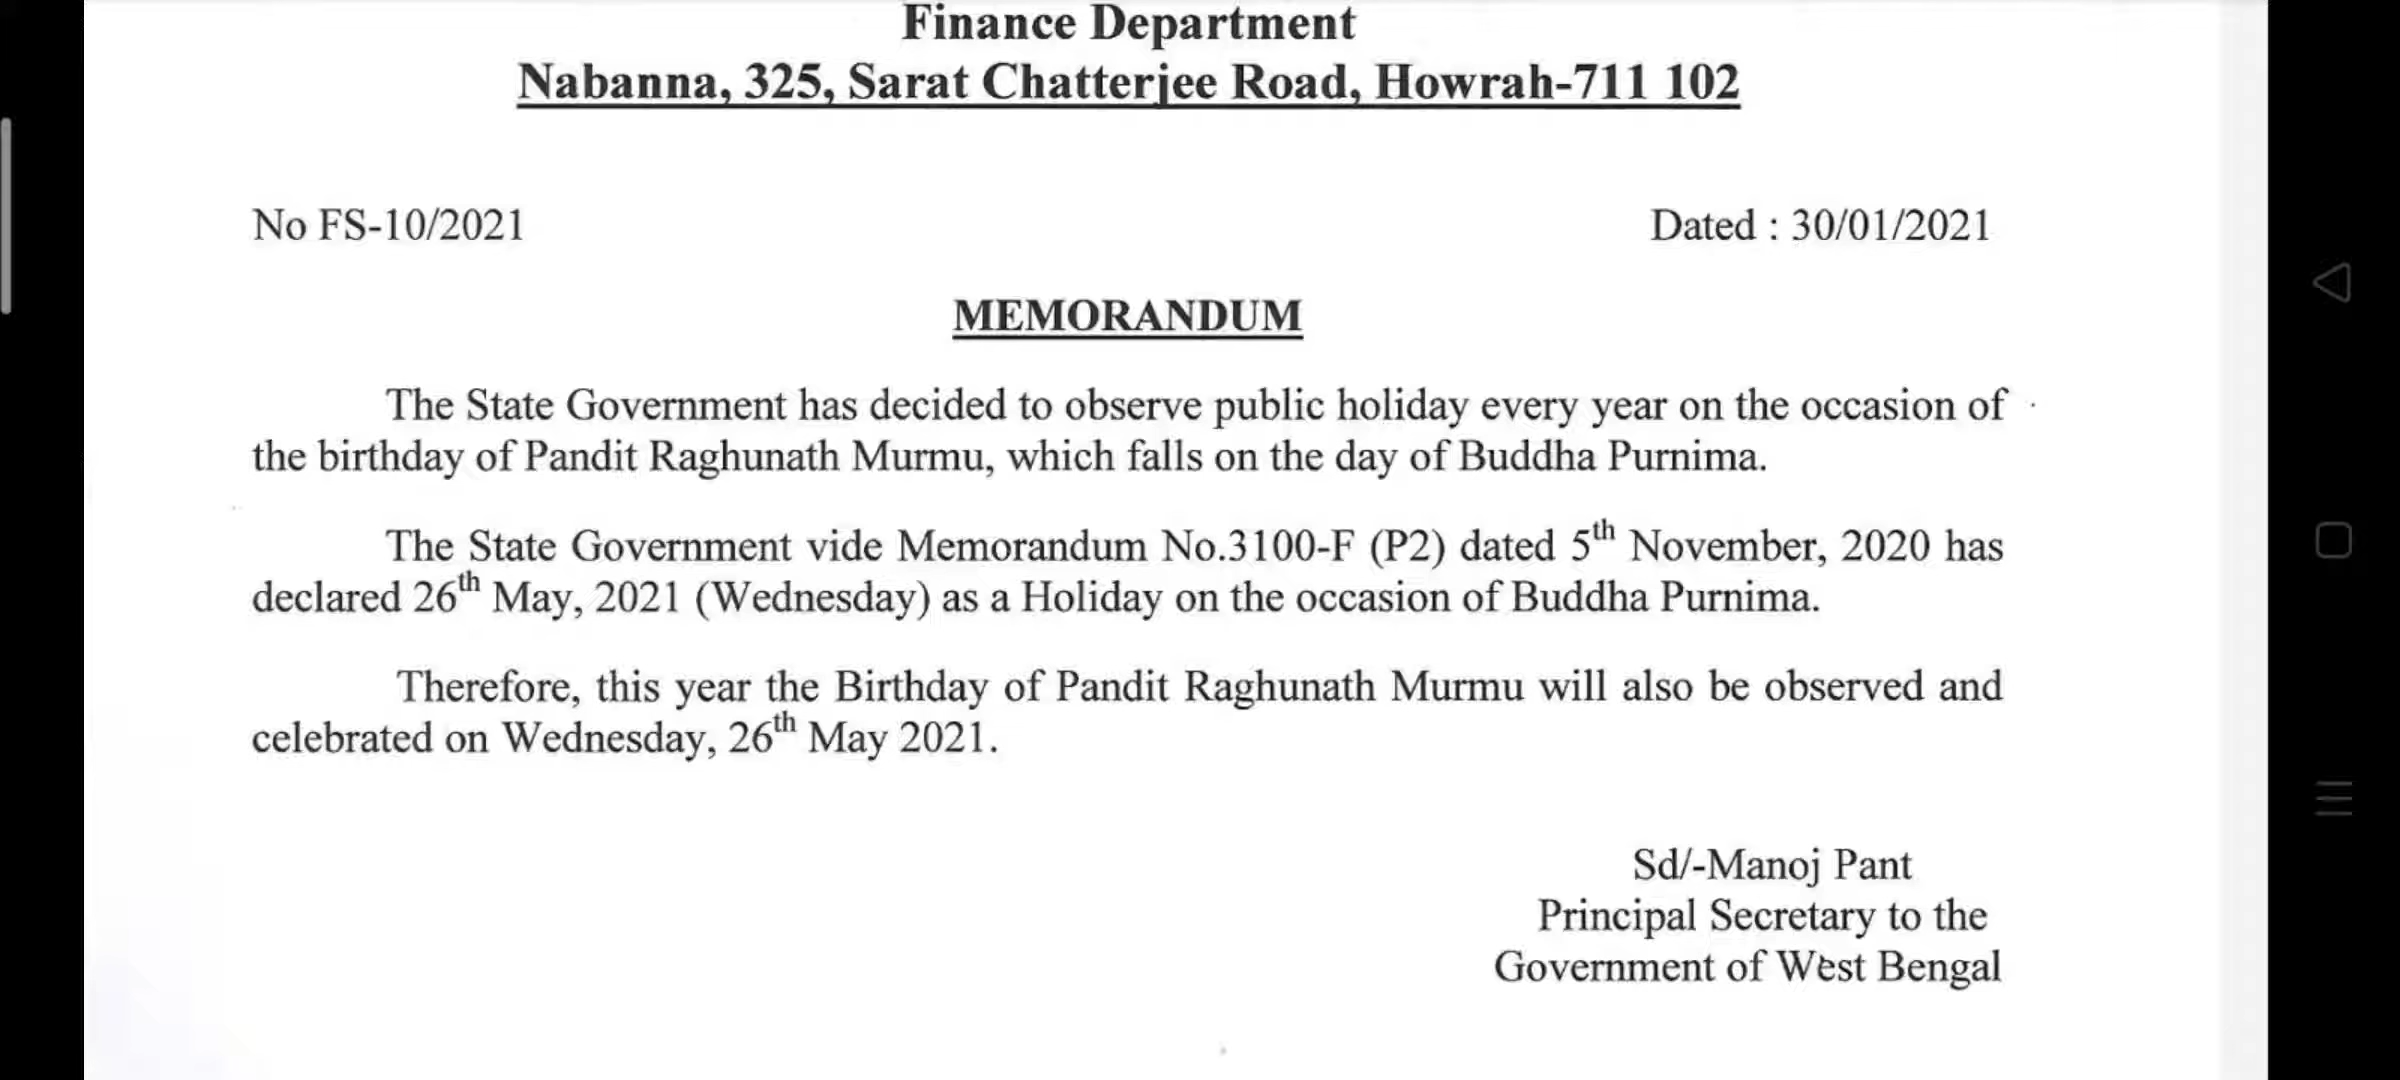 Finance Department
Nabanna, 325, Sarat Chatterjee Road, Howrah-711 102
No FS-10/2021 Dated : 30/01/2021
MEMORANDUM
The State Government has decided to observe public holiday every year on the occasion of
the birthday of Pandit Raghunath Murmu, which falls on the day of Buddha Purnima.
The State Government vide Memorandum No.3100-F (P2) dated 5th November, 2020 has
declared 26th May, 2021 (Wednesday) as a Holiday on the occasion of Buddha Purnima.
Therefore, this year the Birthday of Pandit Raghunath Murmu will also be observed and
celebrated on Wednesday, 26th May 2021.
Sd/-Manoj Pant
Principal Secretary to the
Government of West Bengal